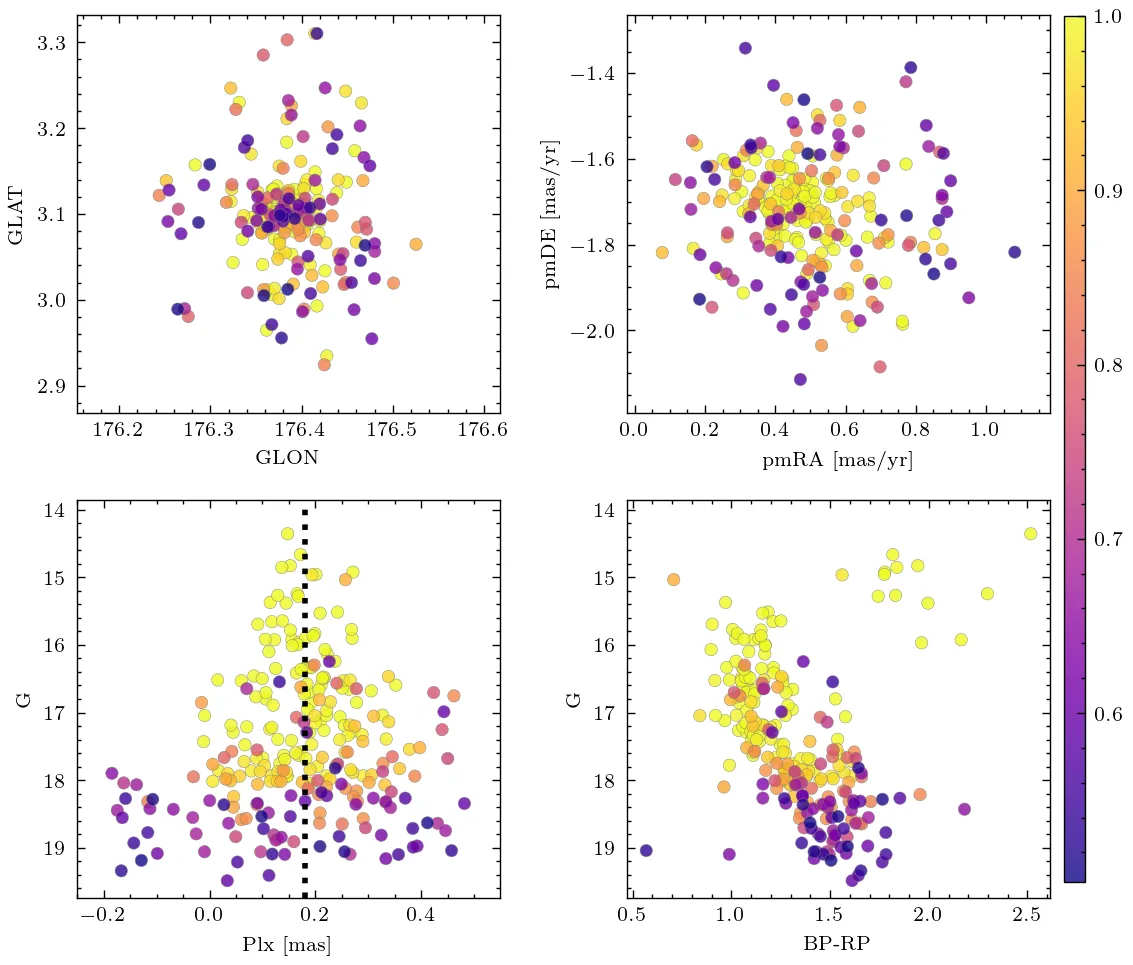 3.3
3.2
3.1
3.0
2.9
GLAT
176.2 176.3 176.4 176.5 176.6
GLON
−1.4
−1.6
−1.8
−2.0
pmDE [mas/yr]
0.0 0.2 0.4 0.6 0.8 1.0
pmRA [mas/yr]
14
15
16
17
18
19
G
−0.2 0.0 0.2 0.4
Plx [mas]
14
15
16
17
18
19
G
0.5 1.0 1.5 2.0 2.5
BP-RP
1.0
0.9
0.8
0.7
0.6